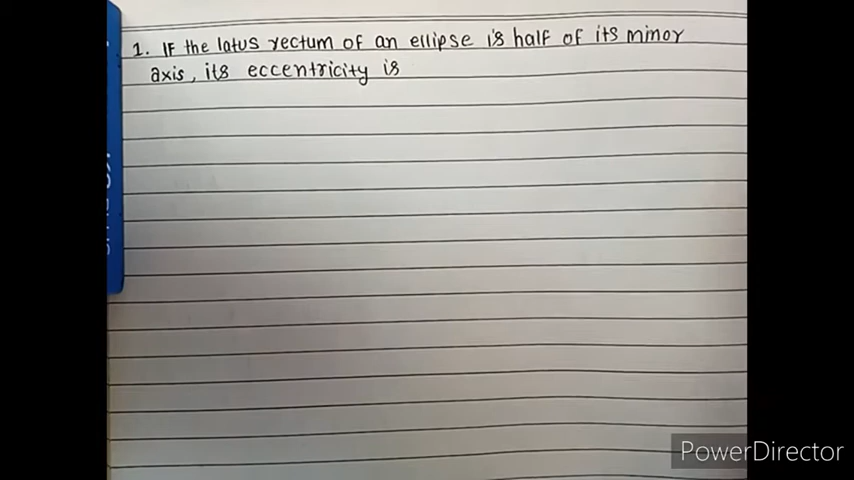 1. IF the latus rectum of an ellipse is half of its minor
axis, its eccentricity is
PowerDirector